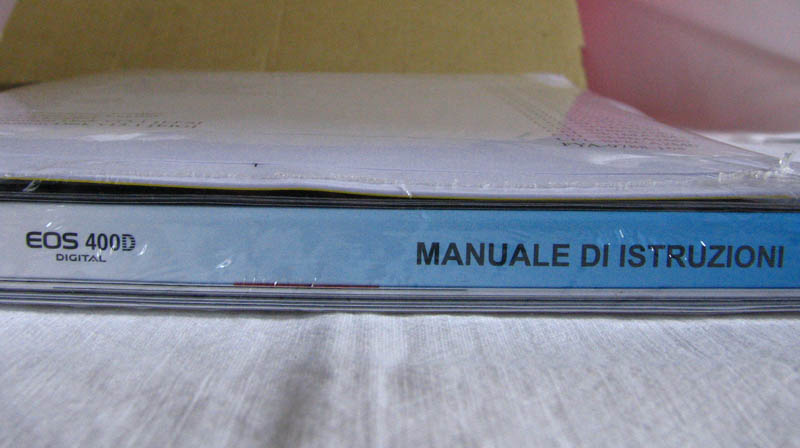 EOS 400D
DIGITAL
MANUALE DI ISTRUZIONI